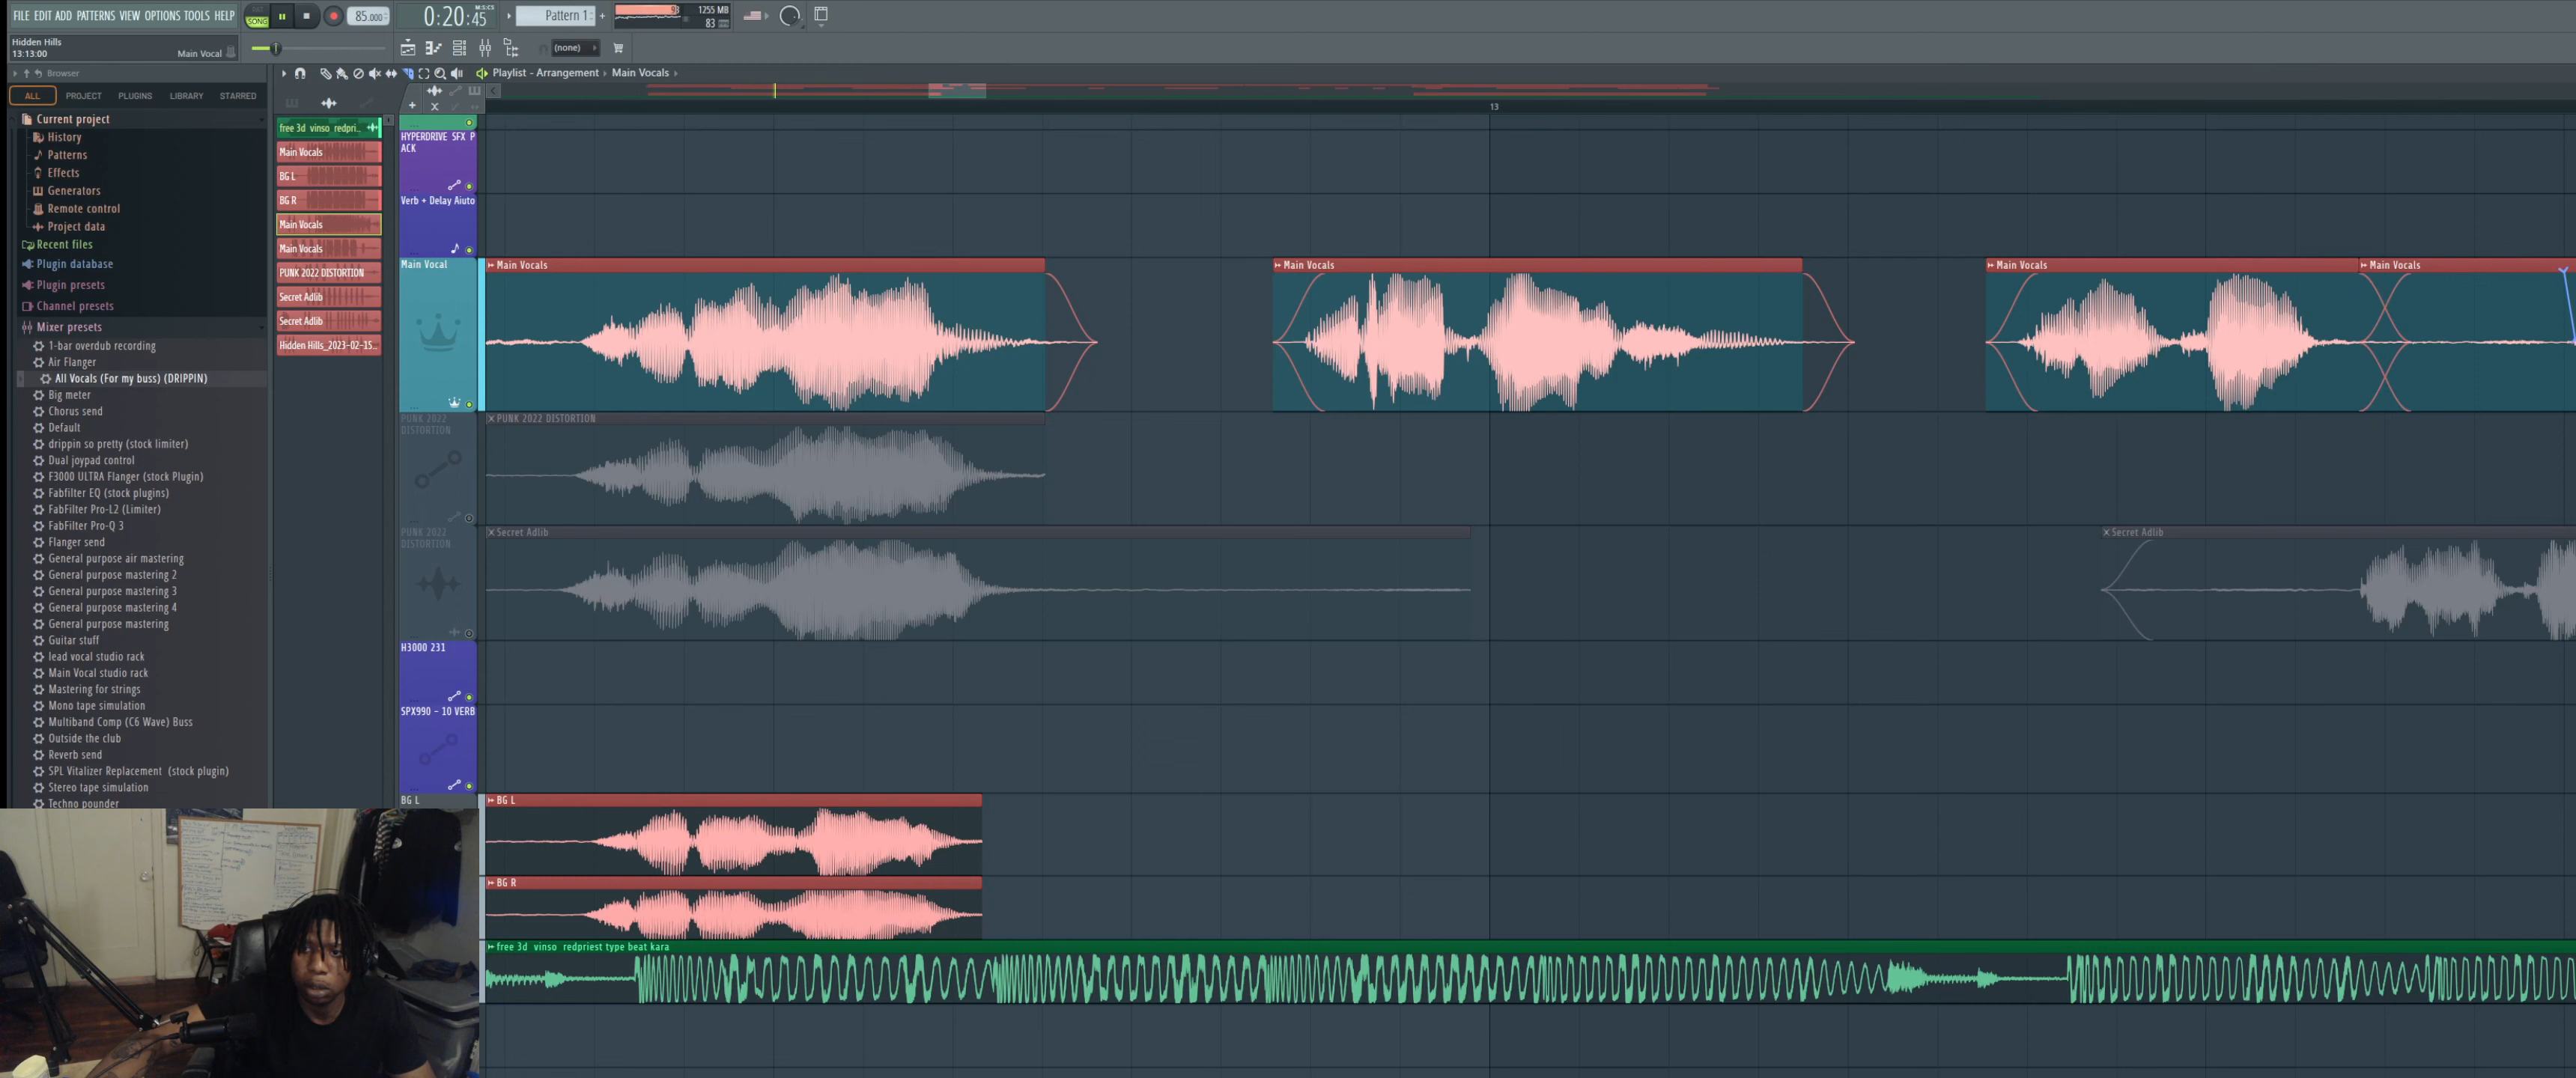 FILE EDIT ADD PATTERNS VIEW OPTIONS TOOLS HELP
SONG
85.000
0:20:45
M:S:CS
Pattern 1
+
98
1255 MB
83
Hidden Hills
13:13:00
Main Vocal
(none)
Browser
Playlist - Arrangement
Main Vocals
ALL
PROJECT
PLUGINS
LIBRARY
STARRED
Current project
History
Patterns
Effects
Generators
Remote control
Project data
Recent files
Plugin database
Plugin presets
Channel presets
Mixer presets
1-bar overdub recording
Air Flanger
All Vocals (For my buss) (DRIPPIN)
Big meter
Chorus send
Default
drippin so pretty (stock limiter)
Dual joypad control
F3000 ULTRA Flanger (stock Plugin)
Fabfilter EQ (stock plugins)
FabFilter Pro-L2 (Limiter)
FabFilter Pro-Q 3
Flanger send
General purpose air mastering
General purpose mastering 2
General purpose mastering 3
General purpose mastering 4
General purpose mastering
Guitar stuff
lead vocal studio rack
Main Vocal studio rack
Mastering for strings
Mono tape simulation
Multiband Comp (C6 Wave) Buss
Outside the club
Reverb send
SPL Vitalizer Replacement (stock plugin)
Stereo tape simulation
Techno pounder
free 3d vinso redpri..
Main Vocals
BG L
BG R
Main Vocals
Main Vocals
PUNK 2022 DISTORTION
Secret Adlib
Secret Adlib
Hidden Hills_2023-02-15..
13
HYPERDRIVE SFX P
ACK
Verb + Delay Aiuto
Main Vocal
Main Vocals
Main Vocals
Main Vocals
Main Vocals
PUNK 2022
DISTORTION
PUNK 2022 DISTORTION
PUNK 2022
DISTORTION
Secret Adlib
Secret Adlib
H3000 231
SPX990 - 10 VERB
BG L
BG L
BG R
free 3d vinso redpriest type beat kara